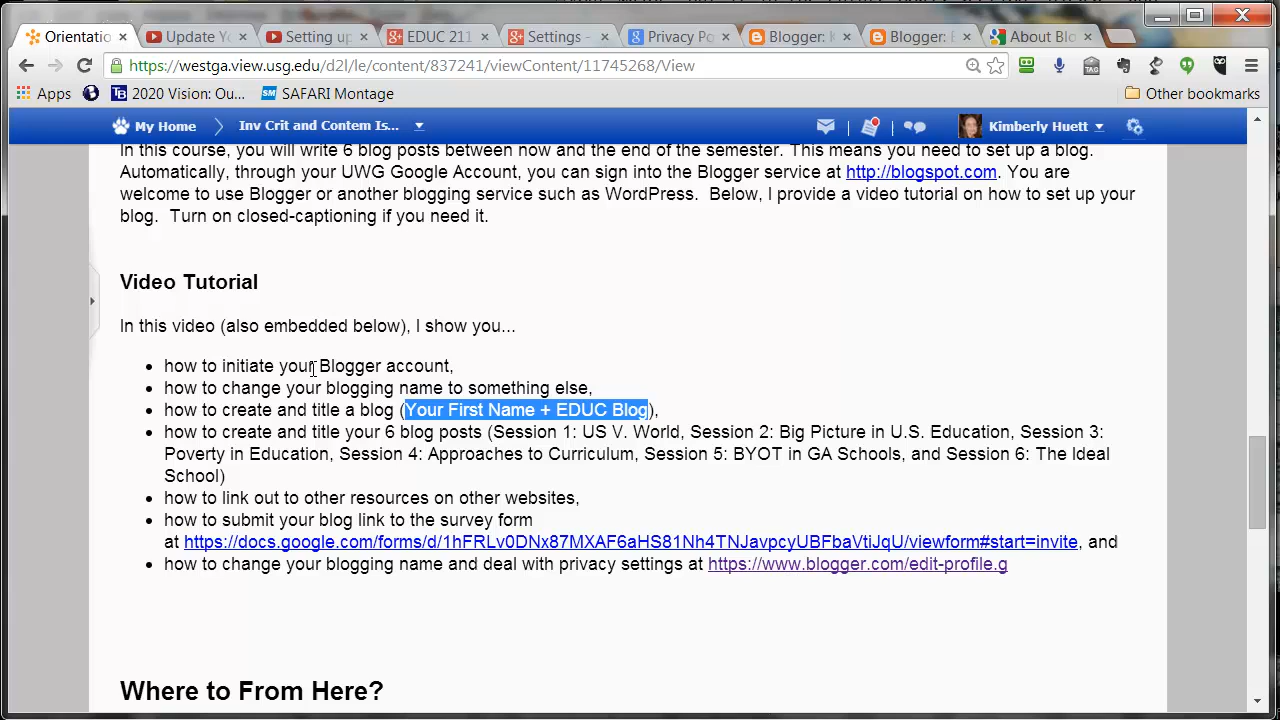 Orientatio
Update Yo
Setting up
EDUC 211
Settings -
Privacy Po
Blogger:
Blogger:
About Blo
https://westga.view.usg.edu/d2l/le/content/837241/viewContent/11745268/View
Apps
TB
2020 Vision: Ou...
SM
SAFARI Montage
Other bookmarks
My Home
Inv Crit and Contem Is...
Kimberly Huett
In this course, you will write 6 blog posts between now and the end of the semester. This means you need to set up a blog.
Automatically, through your UWG Google Account, you can sign into the Blogger service at http://blogspot.com. You are
welcome to use Blogger or another blogging service such as WordPress. Below, I provide a video tutorial on how to set up your
blog. Turn on closed-captioning if you need it.
Video Tutorial
In this video (also embedded below), I show you...
• how to initiate your Blogger account,
• how to change your blogging name to something else,
• how to create and title a blog (Your First Name + EDUC Blog),
• how to create and title your 6 blog posts (Session 1: US V. World, Session 2: Big Picture in U.S. Education, Session 3:
Poverty in Education, Session 4: Approaches to Curriculum, Session 5: BYOT in GA Schools, and Session 6: The Ideal
School)
• how to link out to other resources on other websites,
• how to submit your blog link to the survey form
at https://docs.google.com/forms/d/1hFRLv0DNx87MXAF6aHS81Nh4TNJavpcyUBFbaVtiJqU/viewform#start=invite, and
• how to change your blogging name and deal with privacy settings at https://www.blogger.com/edit-profile.g
Where to From Here?